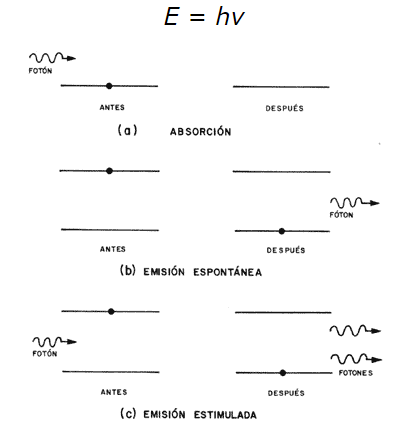 E = hv
FOTÓN
ANTES DESPUÉS
(a) ABSORCIÓN
FÓTON
ANTES DESPUÉS
(b) EMISIÓN ESPONTÁNEA
FOTÓN
FOTONES
ANTES DESPUÉS
(c) EMISIÓN ESTIMULADA